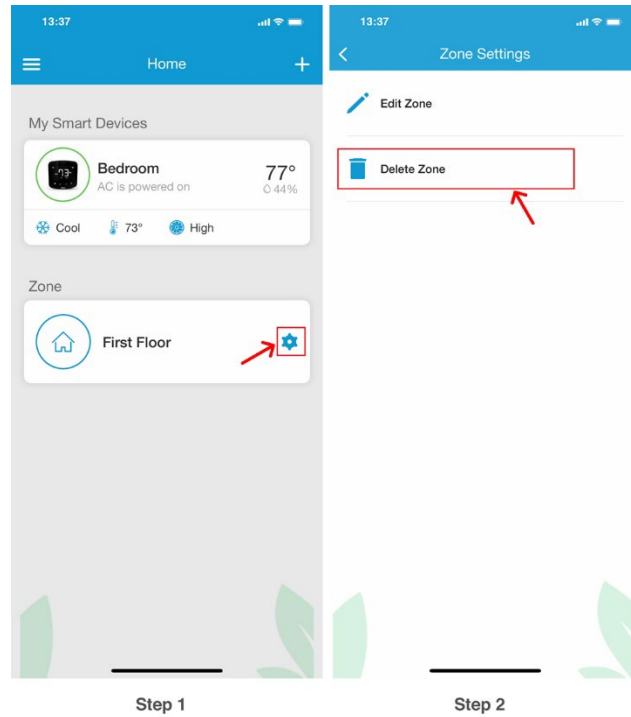 13:37
Home
My Smart Devices
73
Bedroom
AC is powered on
77°
44%
Cool
73°
High
Zone
First Floor
Step 1
13:37
Zone Settings
Edit Zone
Delete Zone
Step 2